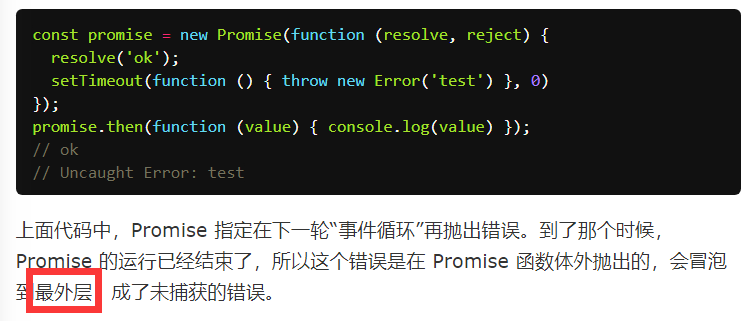 const promise = new Promise(function (resolve, reject) {
  resolve('ok');
  setTimeout(function () { throw new Error('test') }, 0)
});
promise.then(function (value) { console.log(value) });
// ok
// Uncaught Error: test
上面代码中，Promise 指定在下一轮“事件循环”再抛出错误。到了那个时候，
Promise 的运行已经结束了，所以这个错误是在 Promise 函数体外抛出的，会冒泡
到最外层 成了未捕获的错误。